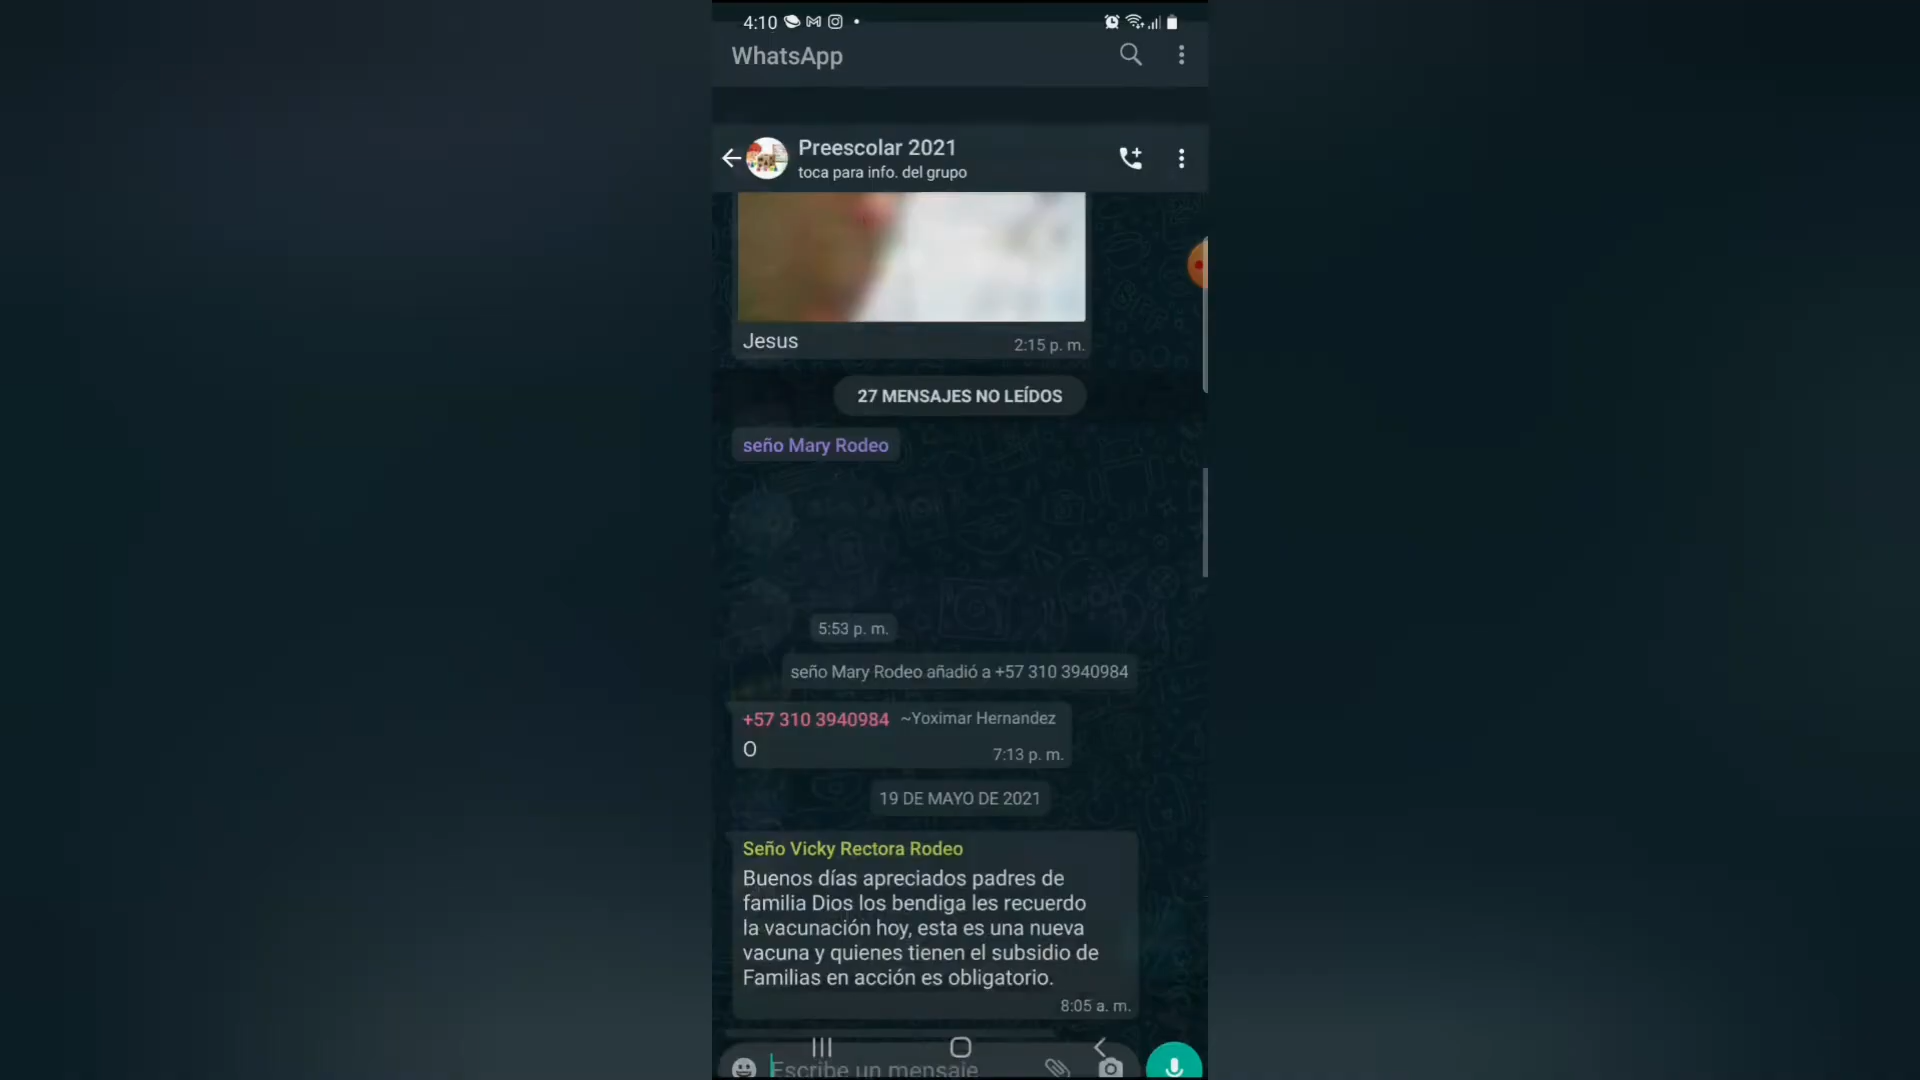 4:10
WhatsApp
Preescolar 2021
toca para info. del grupo
Jesus
2:15 p. m.
27 MENSAJES NO LEÍDOS
seño Mary Rodeo
5:53 p. m.
seño Mary Rodeo añadió a +57 310 3940984
+57 310 3940984 ~Yoximar Hernandez
O
7:13 p. m.
19 DE MAYO DE 2021
Seño Vicky Rectora Rodeo
Buenos días apreciados padres de
familia Dios los bendiga les recuerdo
la vacunación hoy, esta es una nueva
vacuna y quienes tienen el subsidio de
Familias en acción es obligatorio.
8:05 a. m.
Escribe un mensaje